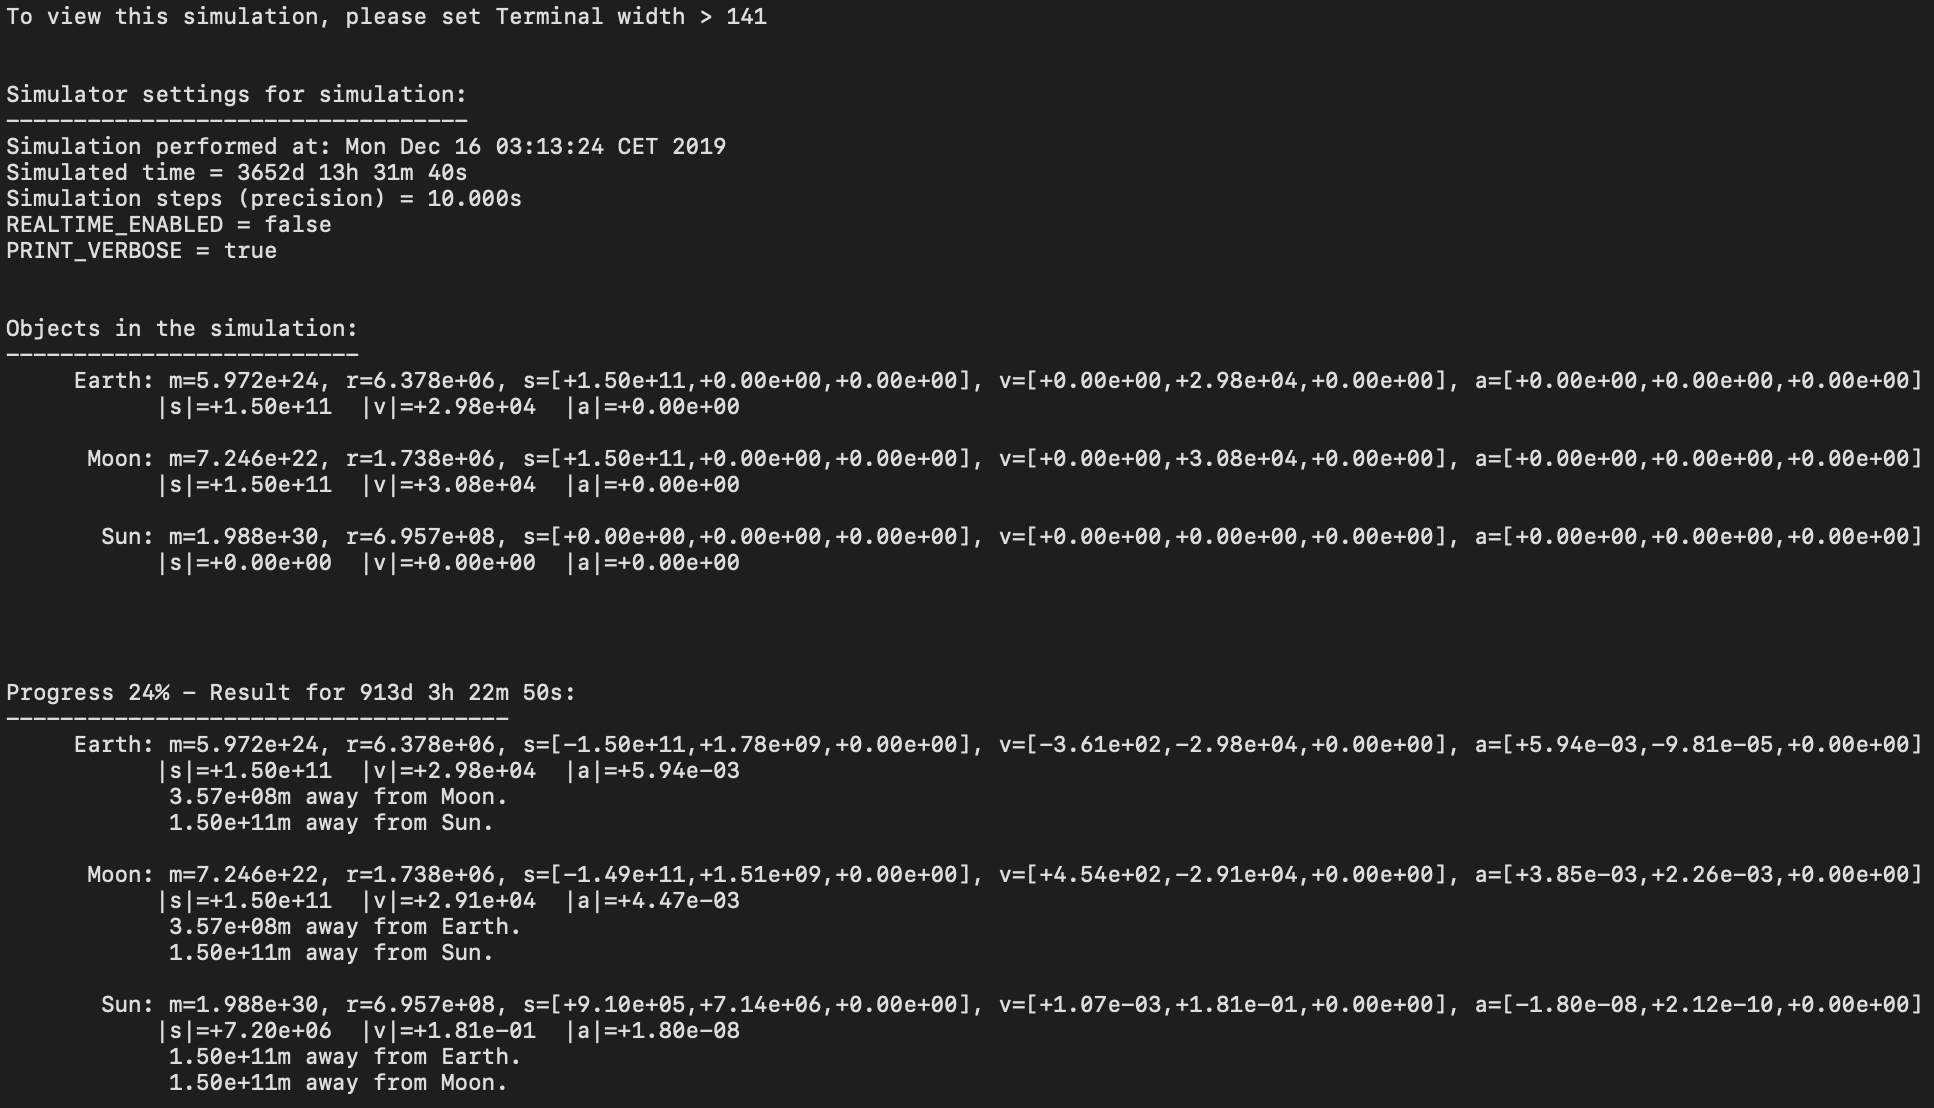 To view this simulation, please set Terminal width > 141
Simulator settings for simulation:
----------------------------------
Simulation performed at: Mon Dec 16 03:13:24 CET 2019
Simulated time = 3652d 13h 31m 40s
Simulation steps (precision) = 10.000s
REALTIME_ENABLED = false
PRINT_VERBOSE = true
Objects in the simulation:
--------------------------
Earth: m=5.972e+24, r=6.378e+06, s=[+1.50e+11,+0.00e+00,+0.00e+00], v=[+0.00e+00,+2.98e+04,+0.00e+00], a=[+0.00e+00,+0.00e+00,+0.00e+00]
|s|=+1.50e+11  |v|=+2.98e+04  |a|=+0.00e+00
Moon: m=7.246e+22, r=1.738e+06, s=[+1.50e+11,+0.00e+00,+0.00e+00], v=[+0.00e+00,+3.08e+04,+0.00e+00], a=[+0.00e+00,+0.00e+00,+0.00e+00]
|s|=+1.50e+11  |v|=+3.08e+04  |a|=+0.00e+00
Sun: m=1.988e+30, r=6.957e+08, s=[+0.00e+00,+0.00e+00,+0.00e+00], v=[+0.00e+00,+0.00e+00,+0.00e+00], a=[+0.00e+00,+0.00e+00,+0.00e+00]
|s|=+0.00e+00  |v|=+0.00e+00  |a|=+0.00e+00
Progress 24% - Result for 913d 3h 22m 50s:
-------------------------------------
Earth: m=5.972e+24, r=6.378e+06, s=[-1.50e+11,+1.78e+09,+0.00e+00], v=[-3.61e+02,-2.98e+04,+0.00e+00], a=[+5.94e-03,-9.81e-05,+0.00e+00]
|s|=+1.50e+11  |v|=+2.98e+04  |a|=+5.94e-03
3.57e+08m away from Moon.
1.50e+11m away from Sun.
Moon: m=7.246e+22, r=1.738e+06, s=[-1.49e+11,+1.51e+09,+0.00e+00], v=[+4.54e+02,-2.91e+04,+0.00e+00], a=[+3.85e-03,+2.26e-03,+0.00e+00]
|s|=+1.50e+11  |v|=+2.91e+04  |a|=+4.47e-03
3.57e+08m away from Earth.
1.50e+11m away from Sun.
Sun: m=1.988e+30, r=6.957e+08, s=[+9.10e+05,+7.14e+06,+0.00e+00], v=[+1.07e-03,+1.81e-01,+0.00e+00], a=[-1.80e-08,+2.12e-10,+0.00e+00]
|s|=+7.20e+06  |v|=+1.81e-01  |a|=+1.80e-08
1.50e+11m away from Earth.
1.50e+11m away from Moon.